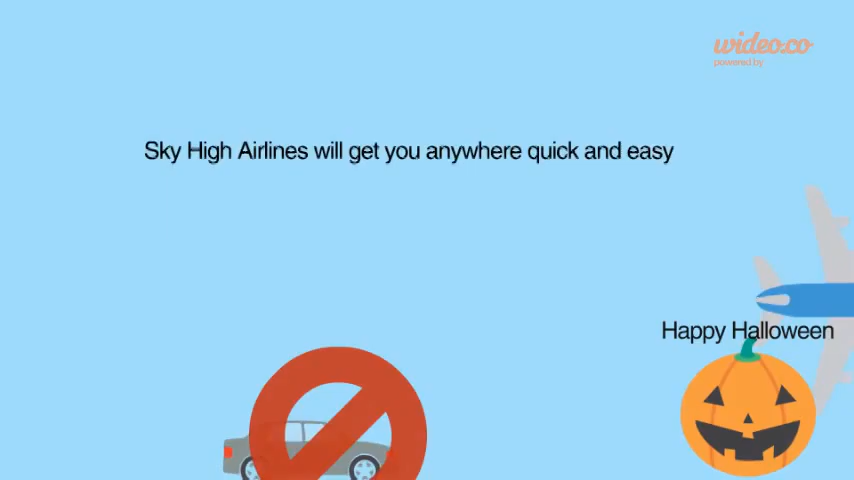 wideo.co
powered by
Sky High Airlines will get you anywhere quick and easy
Happy Halloween